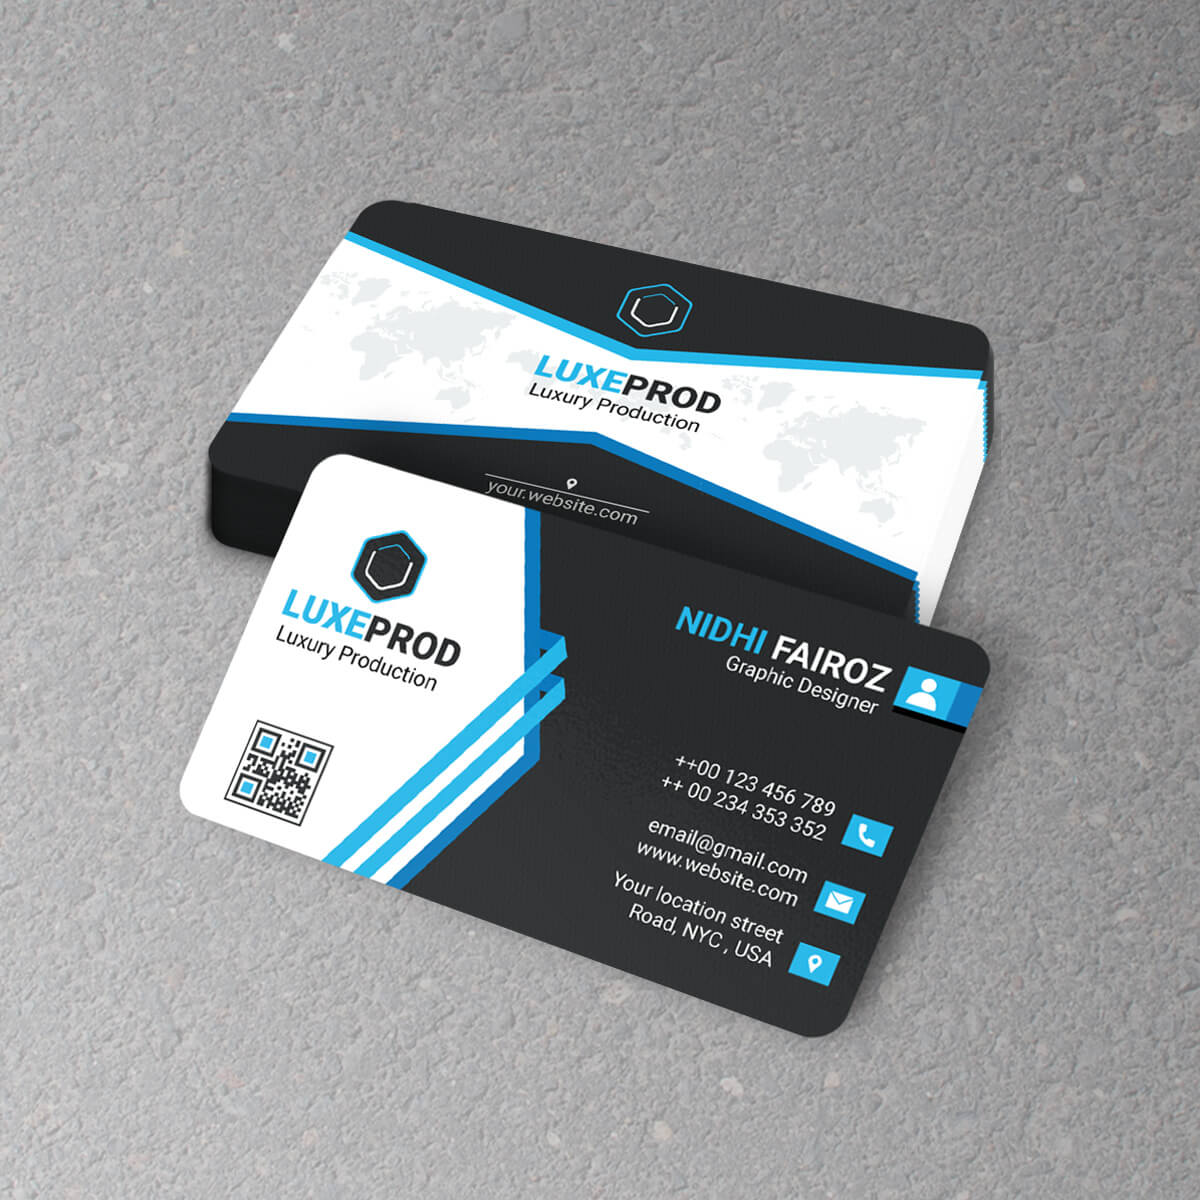 LUXEPROD
Luxury Production
your.website.com
LUXEPROD
Luxury Production
NIDHI FAIROZ
Graphic Designer
++00 123 456 789
++ 00 234 353 352
email@gmail.com
www.website.com
Your location street
Road, NYC , USA